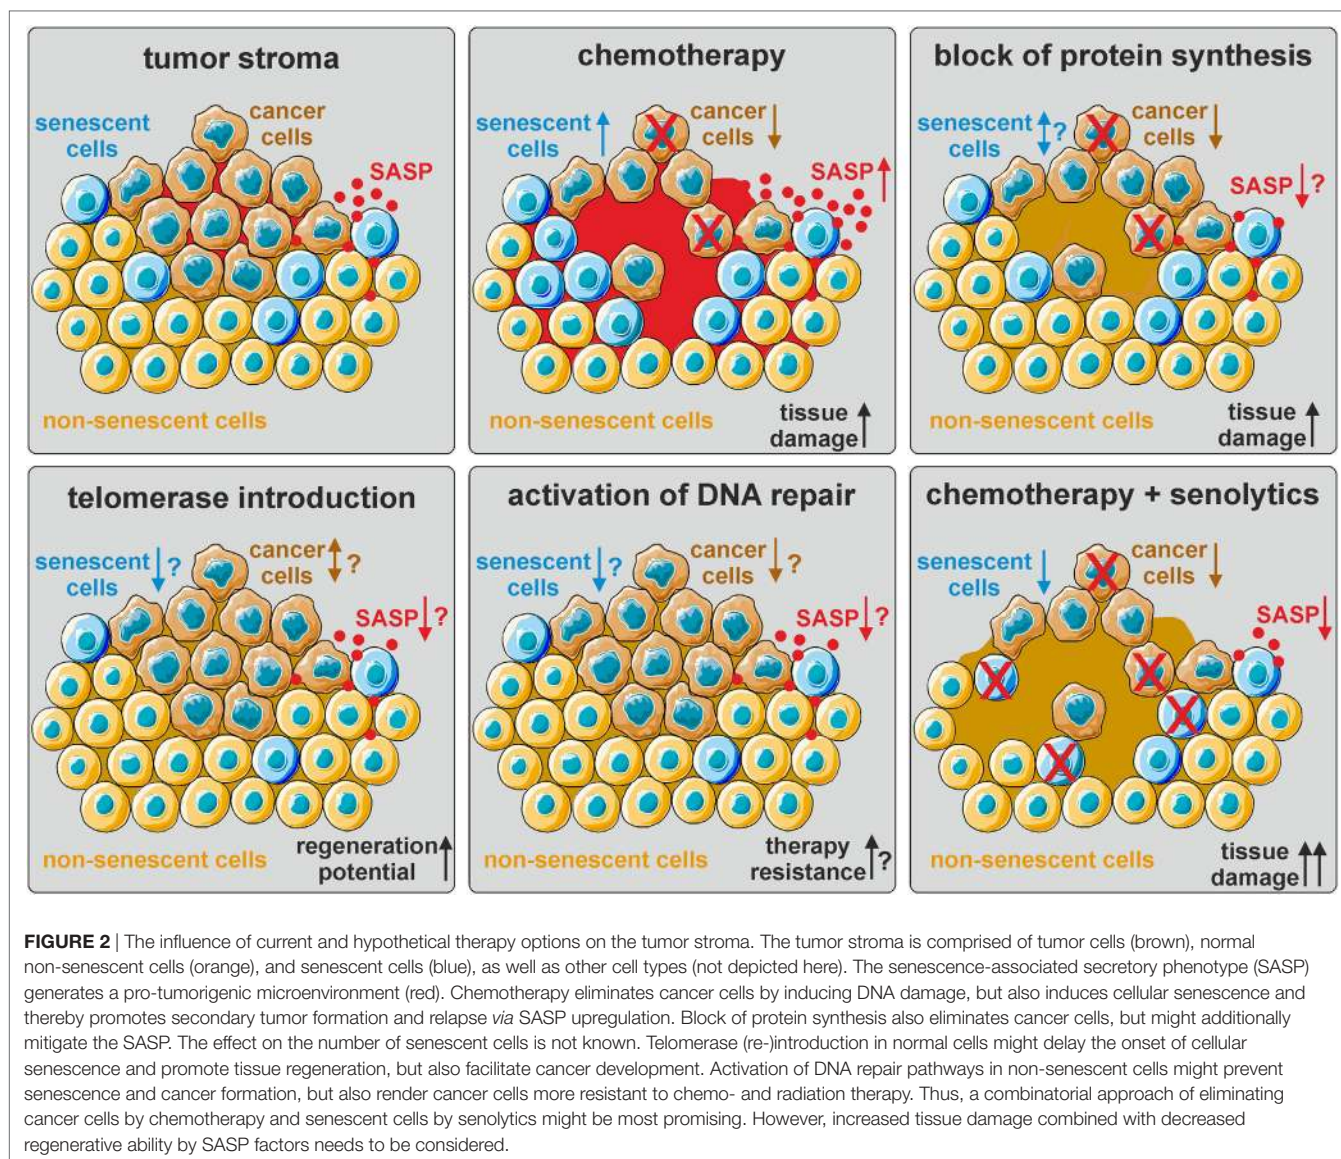 tumor stroma
senescent
cells
cancer
cells
SASP
non-senescent cells
chemotherapy
senescent
cells
cancer
cells
SASP
non-senescent cells
tissue
damage
block of protein synthesis
senescent ?
cells
cancer
cells
SASP ?
non-senescent cells
tissue
damage
telomerase introduction
senescent ?
cells
cancer ?
cells
SASP ?
non-senescent cells
regeneration
potential
activation of DNA repair
senescent ?
cells
cancer ?
cells
SASP ?
non-senescent cells
therapy
resistance ?
chemotherapy + senolytics
senescent
cells
cancer
cells
SASP
non-senescent cells
tissue
damage
FIGURE 2 | The influence of current and hypothetical therapy options on the tumor stroma. The tumor stroma is comprised of tumor cells (brown), normal
non-senescent cells (orange), and senescent cells (blue), as well as other cell types (not depicted here). The senescence-associated secretory phenotype (SASP)
generates a pro-tumorigenic microenvironment (red). Chemotherapy eliminates cancer cells by inducing DNA damage, but also induces cellular senescence and
thereby promotes secondary tumor formation and relapse via SASP upregulation. Block of protein synthesis also eliminates cancer cells, but might additionally
mitigate the SASP. The effect on the number of senescent cells is not known. Telomerase (re-)introduction in normal cells might delay the onset of cellular
senescence and promote tissue regeneration, but also facilitate cancer development. Activation of DNA repair pathways in non-senescent cells might prevent
senescence and cancer formation, but also render cancer cells more resistant to chemo- and radiation therapy. Thus, a combinatorial approach of eliminating
cancer cells by chemotherapy and senescent cells by senolytics might be most promising. However, increased tissue damage combined with decreased
regenerative ability by SASP factors needs to be considered.